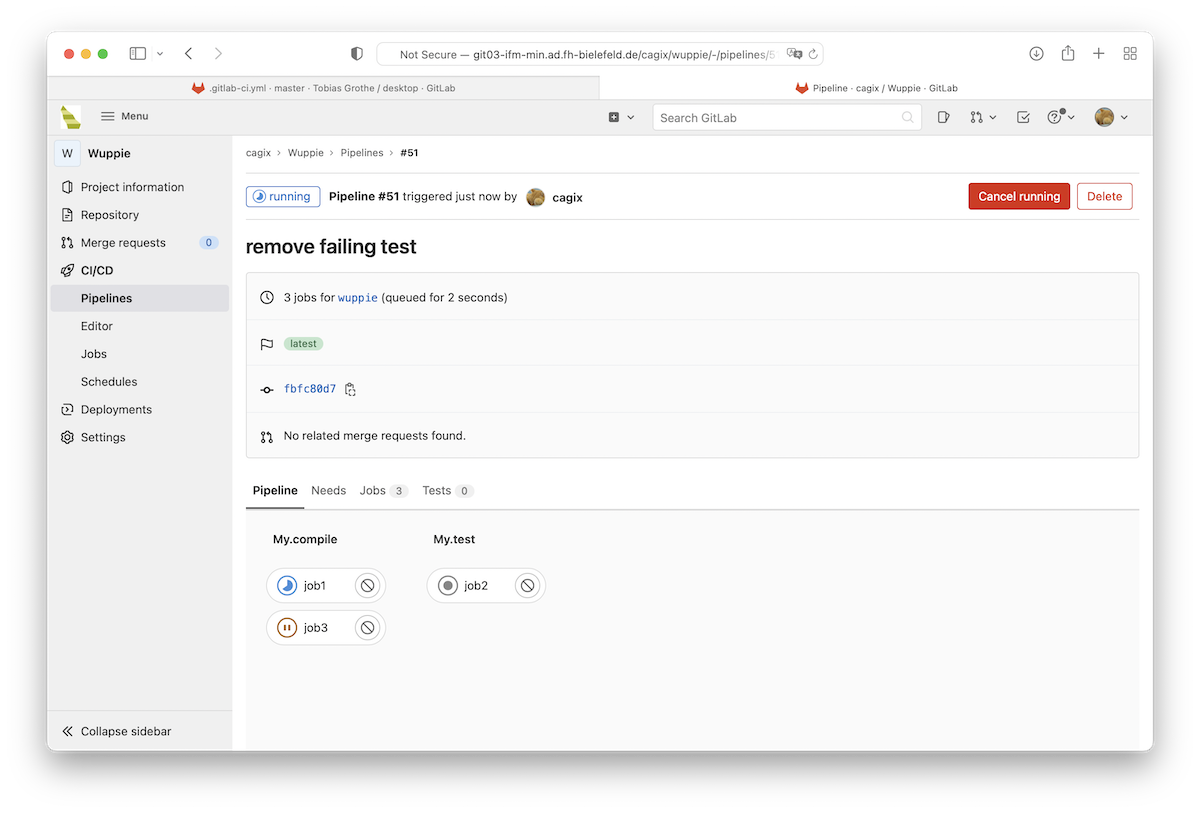 Not Secure — git03-ifm-min.ad.fh-bielefeld.de/cagix/wuppie/-/pipelines/5
.gitlab-ci.yml · master · Tobias Grothe / desktop · GitLab
Pipeline · cagix / Wuppie · GitLab
Menu
Search GitLab
W Wuppie
Project information
Repository
Merge requests 0
CI/CD
Pipelines
Editor
Jobs
Schedules
Deployments
Settings
Collapse sidebar
cagix › Wuppie › Pipelines › #51
running Pipeline #51 triggered just now by cagix
Cancel running
Delete
remove failing test
3 jobs for wuppie (queued for 2 seconds)
latest
fbfc80d7
No related merge requests found.
Pipeline Needs Jobs 3 Tests 0
My.compile My.test
job1 job2
job3